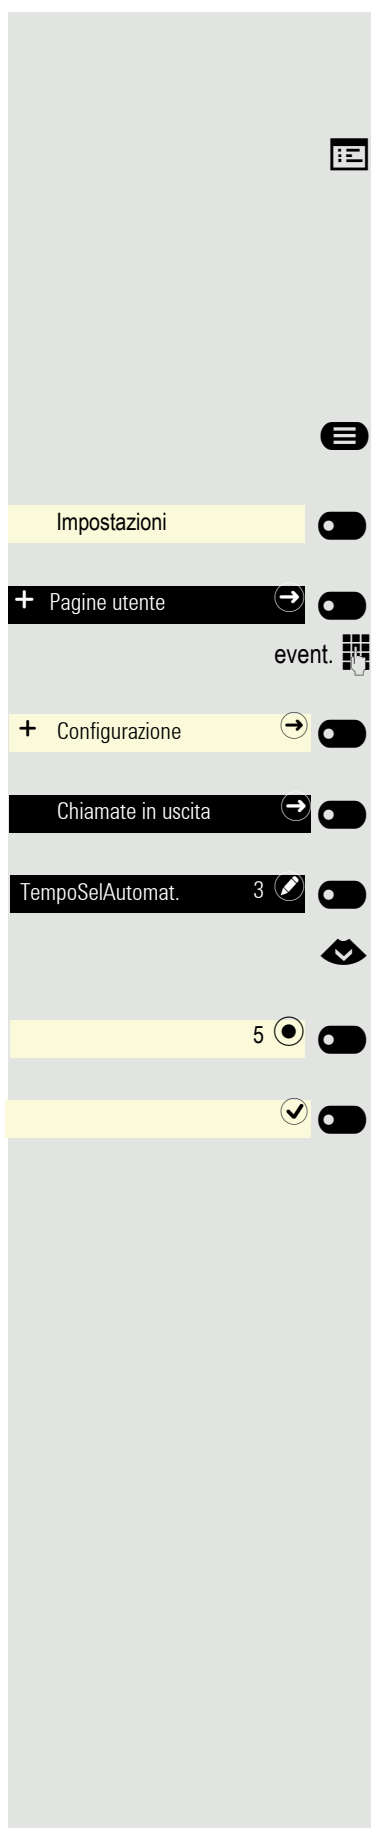 Impostazioni
+ Pagine utente
event.
+ Configurazione
Chiamate in uscita
TempoSelAutomat. 3
5